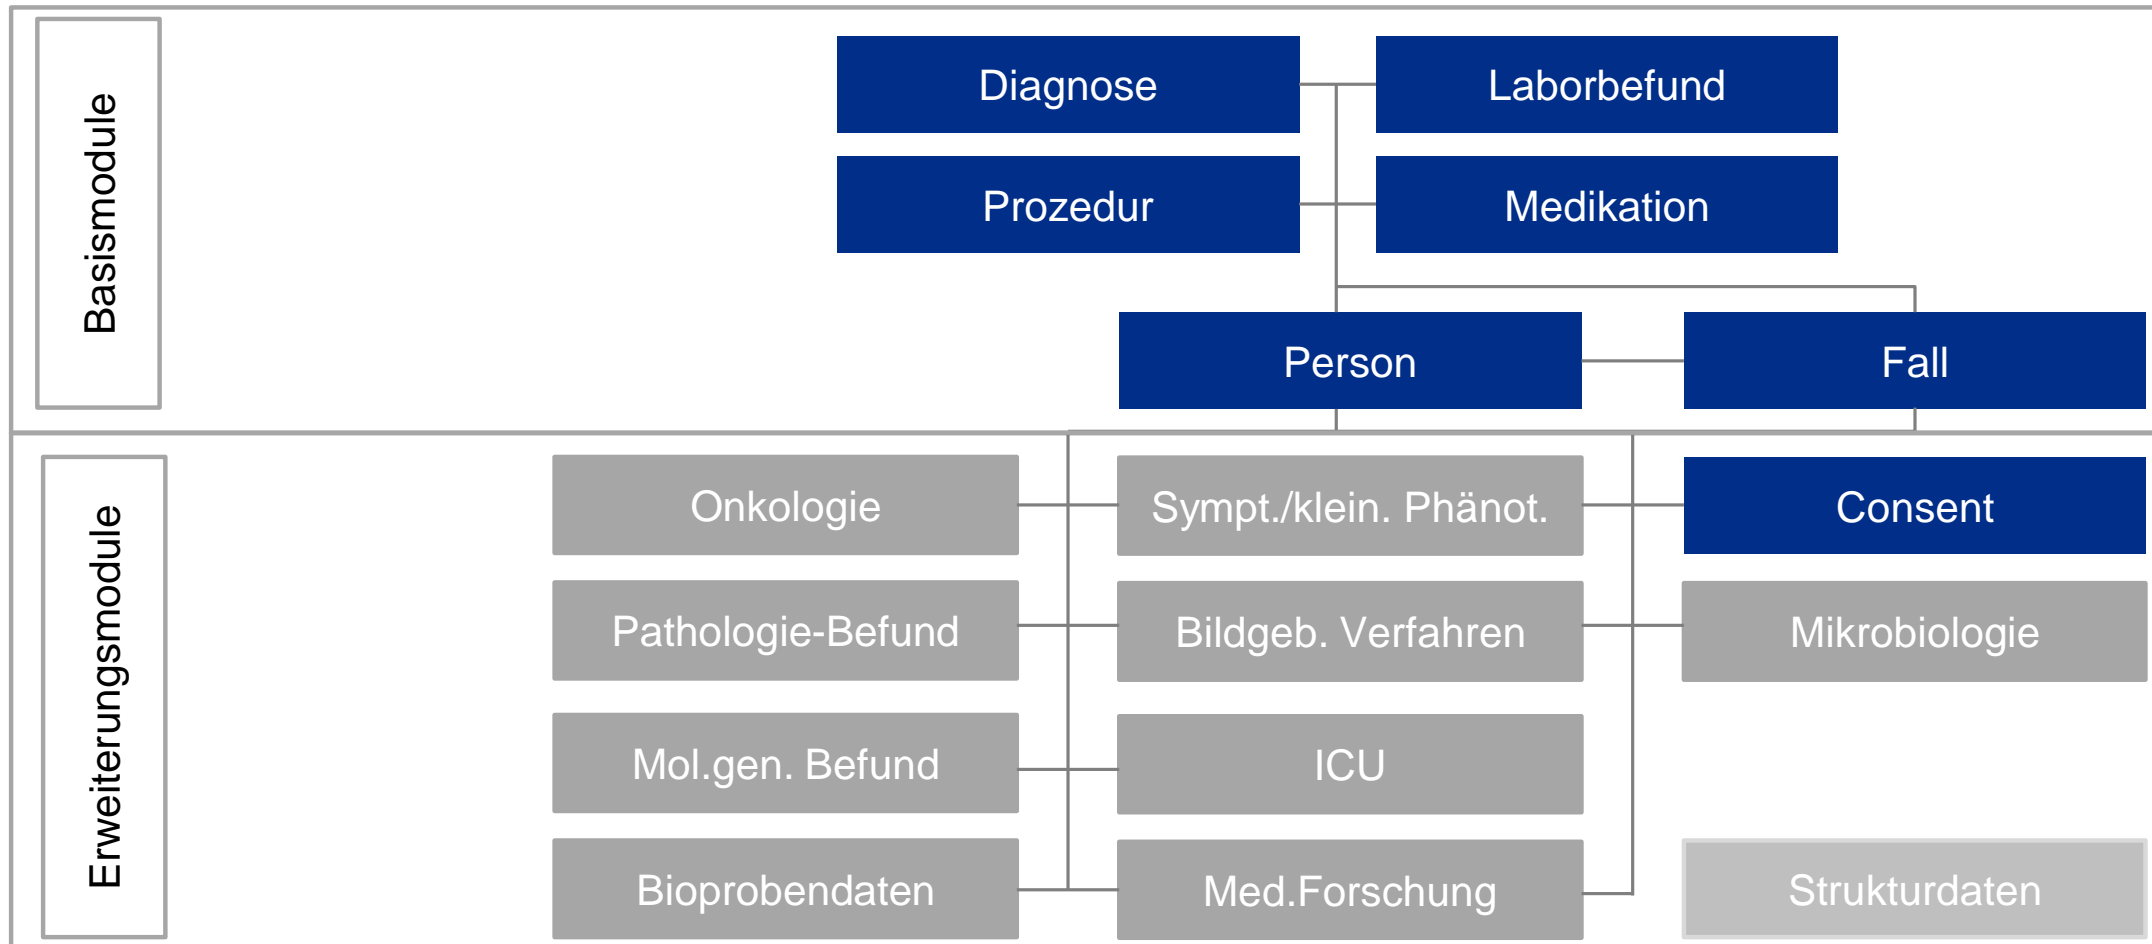 Basismodule
Diagnose
Laborbefund
Prozedur
Medikation
Person
Fall
Erweiterungsmodule
Onkologie
Sympt./klein. Phänot.
Consent
Pathologie-Befund
Bildgeb. Verfahren
Mikrobiologie
Mol.gen. Befund
ICU
Bioprobendaten
Med.Forschung
Strukturdaten